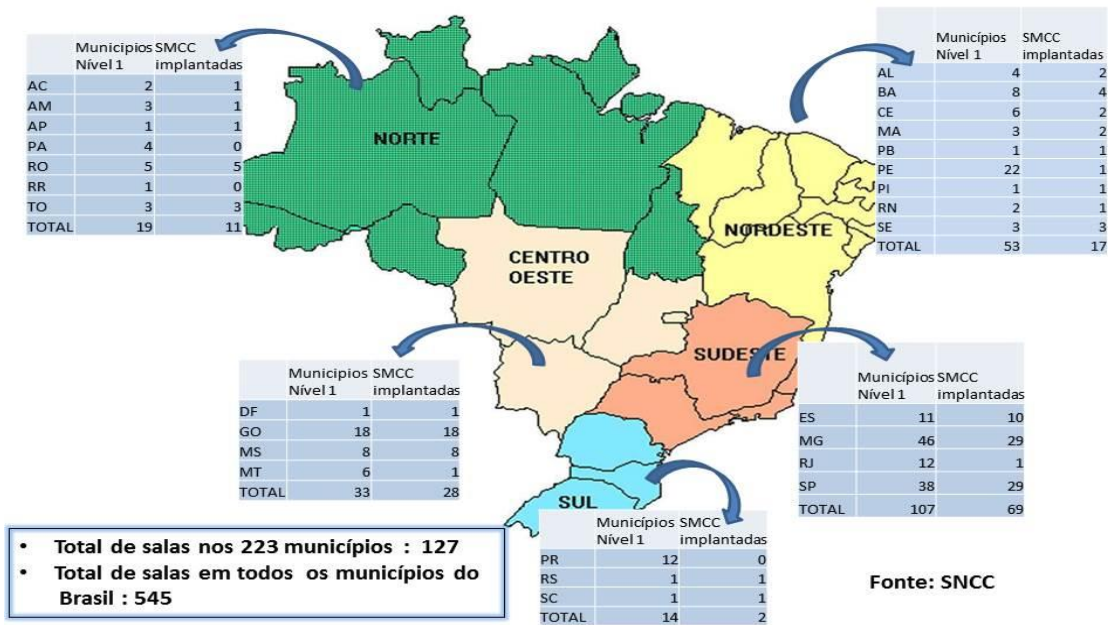 Municipios SMCC
Nível 1 implantadas
AC 2 1
AM 3 1
AP 1 1
PA 4 0
RO 5 5
RR 1 0
TO 3 3
TOTAL 19 11
Municípios SMCC
Nível 1 implantadas
AL 4 2
BA 8 4
CE 6 2
MA 3 2
PB 1 1
PE 22 1
PI 1 1
RN 2 1
SE 3 3
TOTAL 53 17
NORTE
NORDESTE
CENTRO
OESTE
SUDESTE
SUL
Municipios SMCC
Nível 1 implantadas
DF 1 1
GO 18 18
MS 8 8
MT 6 1
TOTAL 33 28
Municípios SMCC
Nível 1 implantadas
ES 11 10
MG 46 29
RJ 12 1
SP 38 29
TOTAL 107 69
Municípios SMCC
Nível 1 implantadas
PR 12 0
RS 1 1
SC 1 1
TOTAL 14 2
• Total de salas nos 223 municípios : 127
• Total de salas em todos os municípios do
Brasil : 545
Fonte: SNCC